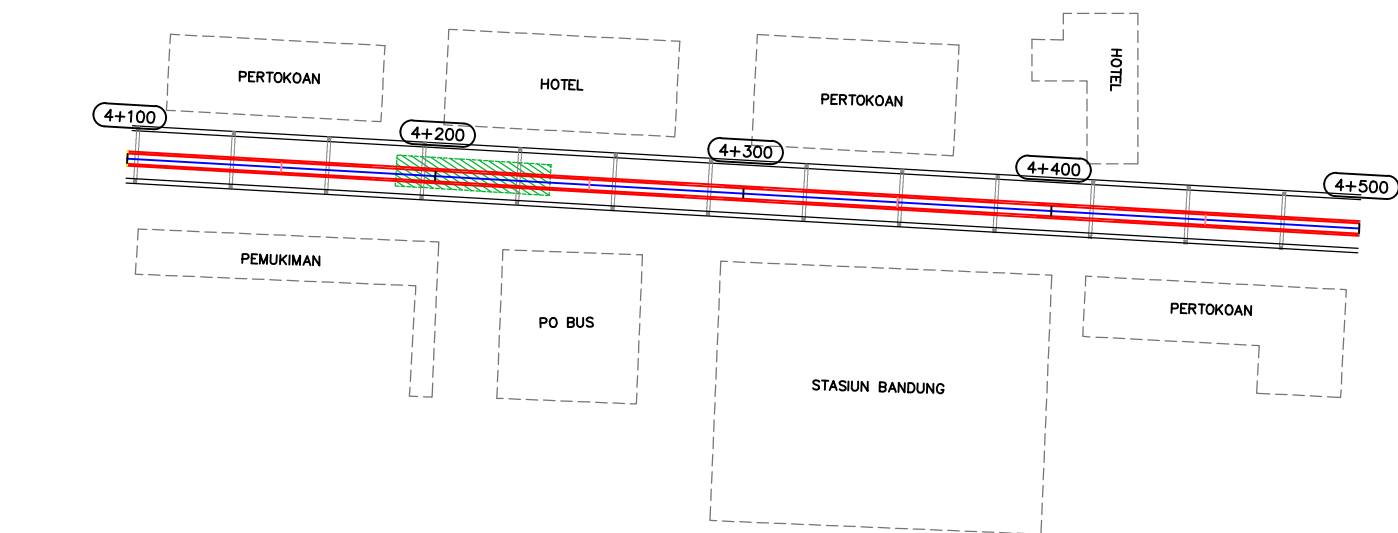 HOTEL
PERTOKOAN
HOTEL
PERTOKOAN
4+100
4+200
4+300
4+400
4+500
PEMUKIMAN
PO BUS
STASIUN BANDUNG
PERTOKOAN